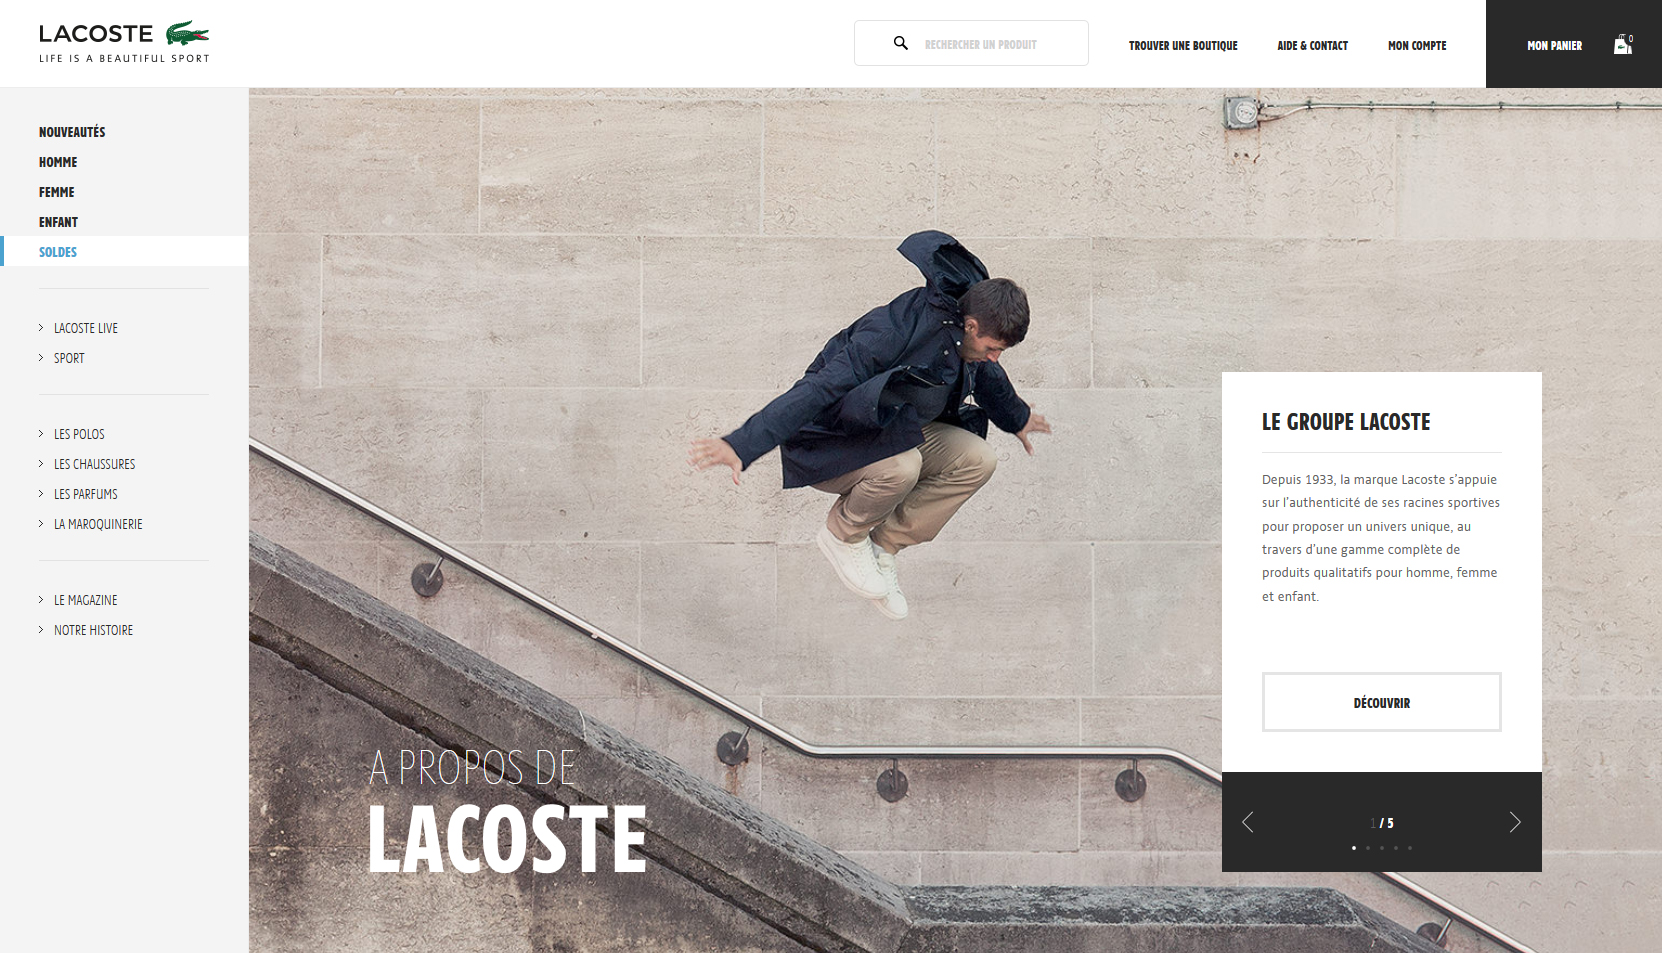 LACOSTE
LIFE IS A BEAUTIFUL SPORT
RECHERCHER UN PRODUIT
TROUVER UNE BOUTIQUE
AIDE & CONTACT
MON COMPTE
MON PANIER
0
NOUVEAUTÉS
HOMME
FEMME
ENFANT
SOLDES
LACOSTE LIVE
SPORT
LES POLOS
LES CHAUSSURES
LES PARFUMS
LA MAROQUINERIE
LE MAGAZINE
NOTRE HISTOIRE
A PROPOS DE
LACOSTE
LE GROUPE LACOSTE
Depuis 1933, la marque Lacoste s'appuie
sur l'authenticité de ses racines sportives
pour proposer un univers unique, au
travers d'une gamme complète de
produits qualitatifs pour homme, femme
et enfant.
DÉCOUVRIR
1 / 5